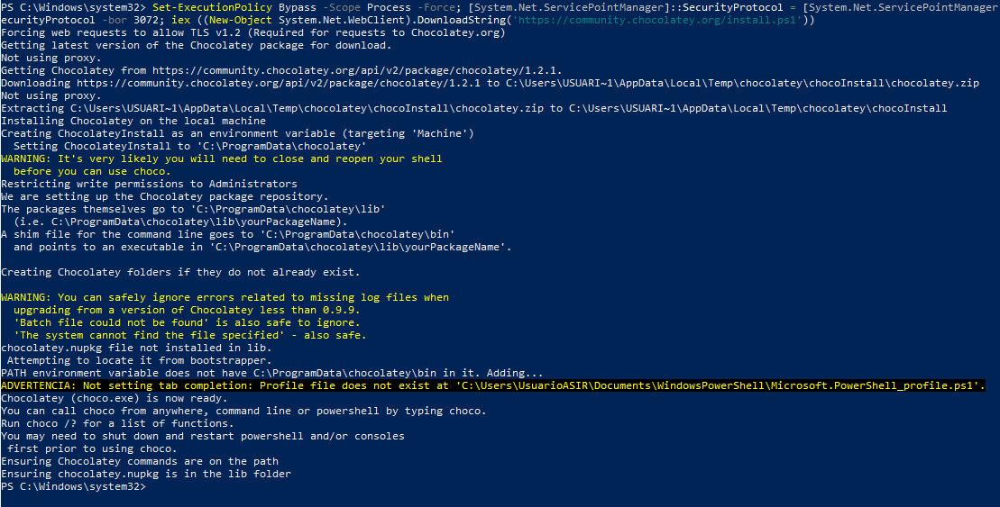 PS C:\Windows\system32> Set-ExecutionPolicy Bypass -Scope Process -Force; [System.Net.ServicePointManager]::SecurityProtocol = [System.Net.ServicePointManager
ecurityProtocol -bor 3072; iex ((New-Object System.Net.WebClient).DownloadString('https://community.chocolatey.org/install.ps1'))
Forcing web requests to allow TLS v1.2 (Required for requests to Chocolatey.org)
Getting latest version of the Chocolatey package for download.
Not using proxy.
Getting Chocolatey from https://community.chocolatey.org/api/v2/package/chocolatey/1.2.1.
Downloading https://community.chocolatey.org/api/v2/package/chocolatey/1.2.1 to C:\Users\USUARI~1\AppData\Local\Temp\chocolatey\chocoInstall\chocolatey.zip
Not using proxy.
Extracting C:\Users\USUARI~1\AppData\Local\Temp\chocolatey\chocoInstall\chocolatey.zip to C:\Users\USUARI~1\AppData\Local\Temp\chocolatey\chocoInstall
Installing Chocolatey on the local machine
Creating ChocolateyInstall as an environment variable (targeting 'Machine')
  Setting ChocolateyInstall to 'C:\ProgramData\chocolatey'
WARNING: It's very likely you will need to close and reopen your shell
  before you can use choco.
Restricting write permissions to Administrators
We are setting up the Chocolatey package repository.
The packages themselves go to 'C:\ProgramData\chocolatey\lib'
  (i.e. C:\ProgramData\chocolatey\lib\yourPackageName).
A shim file for the command line goes to 'C:\ProgramData\chocolatey\bin'
  and points to an executable in 'C:\ProgramData\chocolatey\lib\yourPackageName'.

Creating Chocolatey folders if they do not already exist.

WARNING: You can safely ignore errors related to missing log files when
  upgrading from a version of Chocolatey less than 0.9.9.
  'Batch file could not be found' is also safe to ignore.
  'The system cannot find the file specified' - also safe.
chocolatey.nupkg file not installed in lib.
 Attempting to locate it from bootstrapper.
PATH environment variable does not have C:\ProgramData\chocolatey\bin in it. Adding...
ADVERTENCIA: Not setting tab completion: Profile file does not exist at 'C:\Users\UsuarioASIR\Documents\WindowsPowerShell\Microsoft.PowerShell_profile.ps1'.
Chocolatey (choco.exe) is now ready.
You can call choco from anywhere, command line or powershell by typing choco.
Run choco /? for a list of functions.
You may need to shut down and restart powershell and/or consoles
 first prior to using choco.
Ensuring Chocolatey commands are on the path
Ensuring chocolatey.nupkg is in the lib folder
PS C:\Windows\system32>